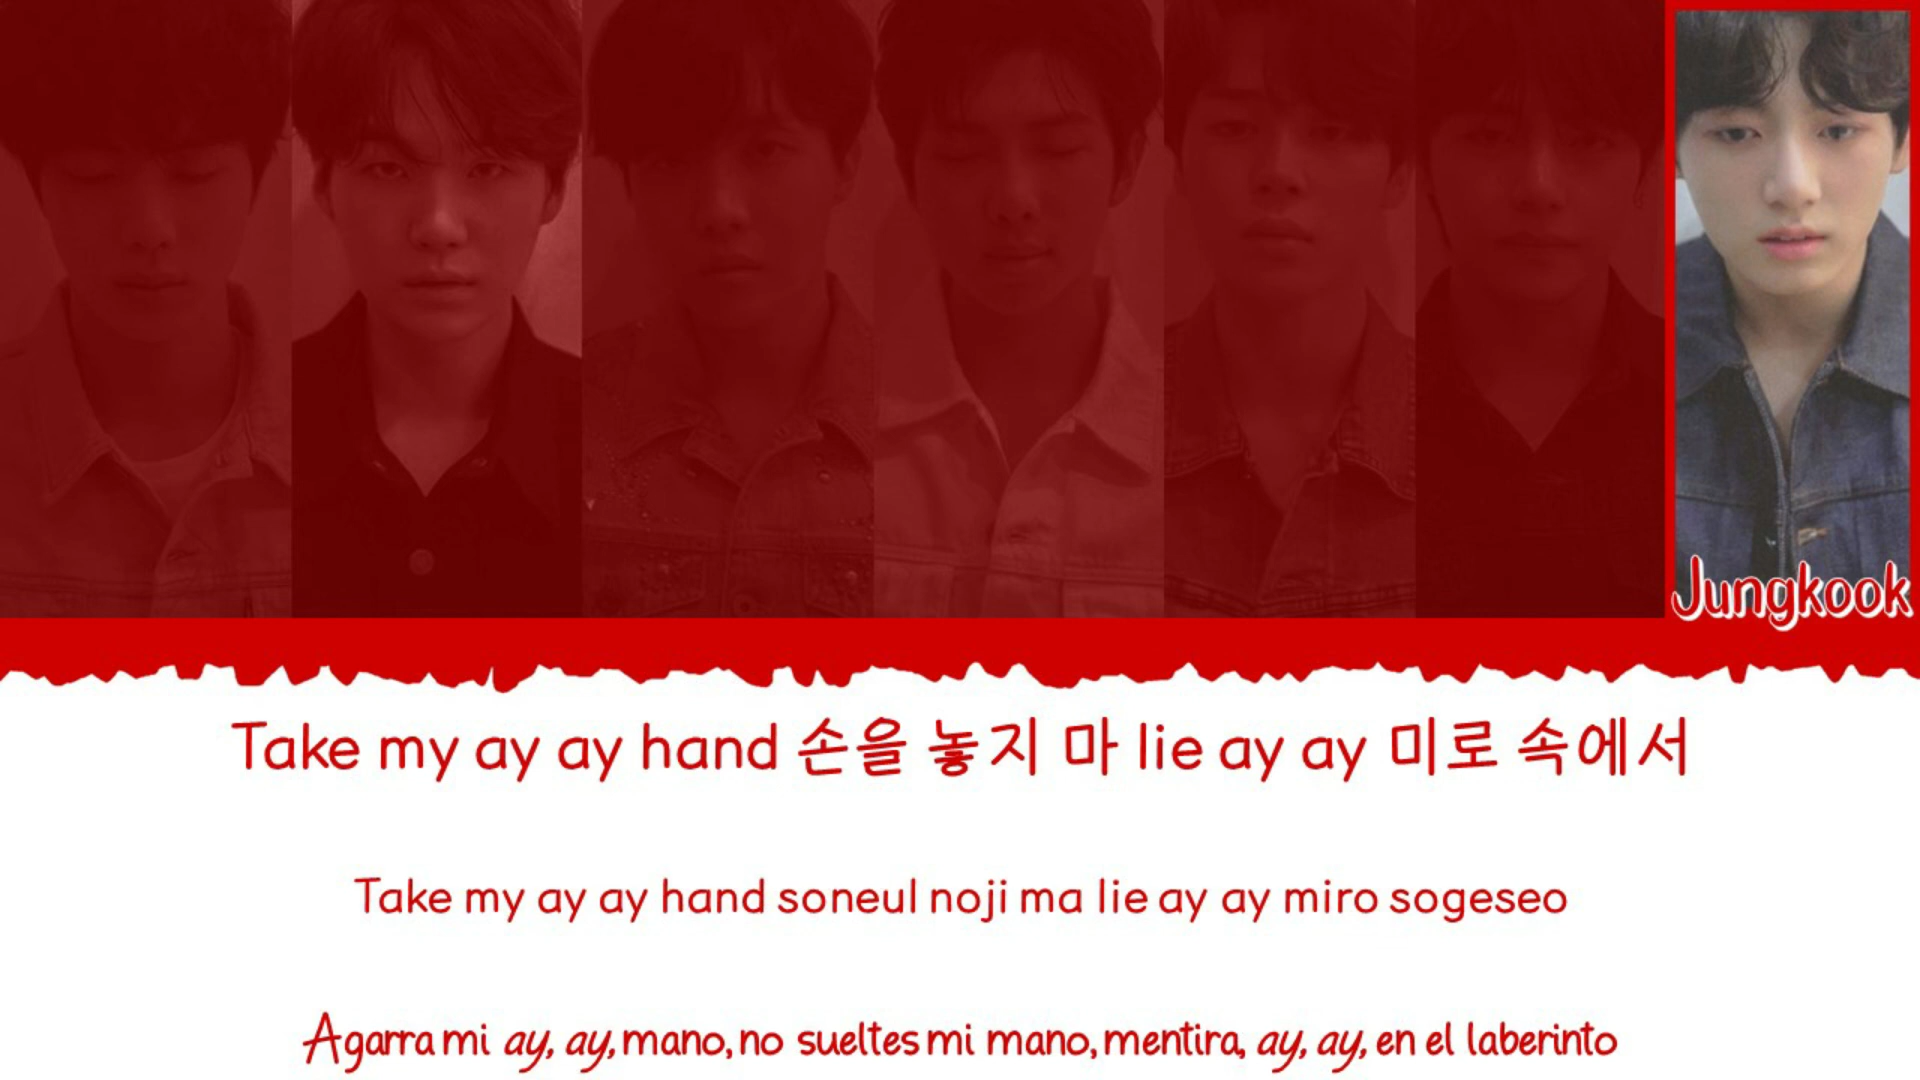 Jungkook
Take my ay ay hand 손을 놓지 마 lie ay ay 미로 속에서
Take my ay ay hand soneul noji ma lie ay ay miro sogeseo
Agarra mi ay, ay, mano, no sueltes mi mano, mentira, ay, ay, en el laberinto